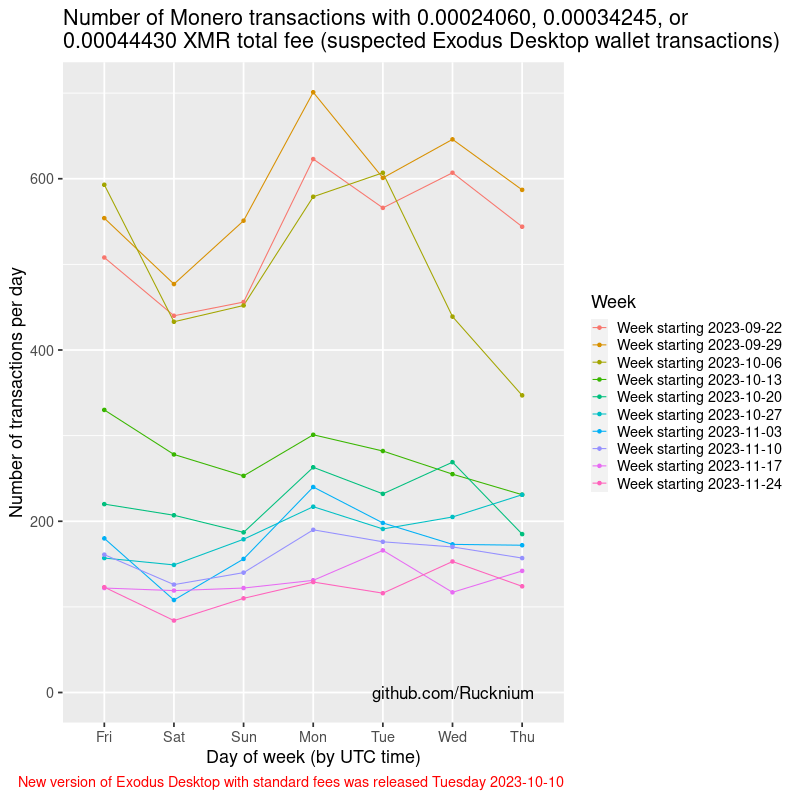 Number of Monero transactions with 0.00024060, 0.00034245, or
0.00044430 XMR total fee (suspected Exodus Desktop wallet transactions)
Number of transactions per day
600
400
200
0
Fri Sat Sun Mon Tue Wed Thu
Day of week (by UTC time)
github.com/Rucknium
Week
Week starting 2023-09-22
Week starting 2023-09-29
Week starting 2023-10-06
Week starting 2023-10-13
Week starting 2023-10-20
Week starting 2023-10-27
Week starting 2023-11-03
Week starting 2023-11-10
Week starting 2023-11-17
Week starting 2023-11-24
New version of Exodus Desktop with standard fees was released Tuesday 2023-10-10